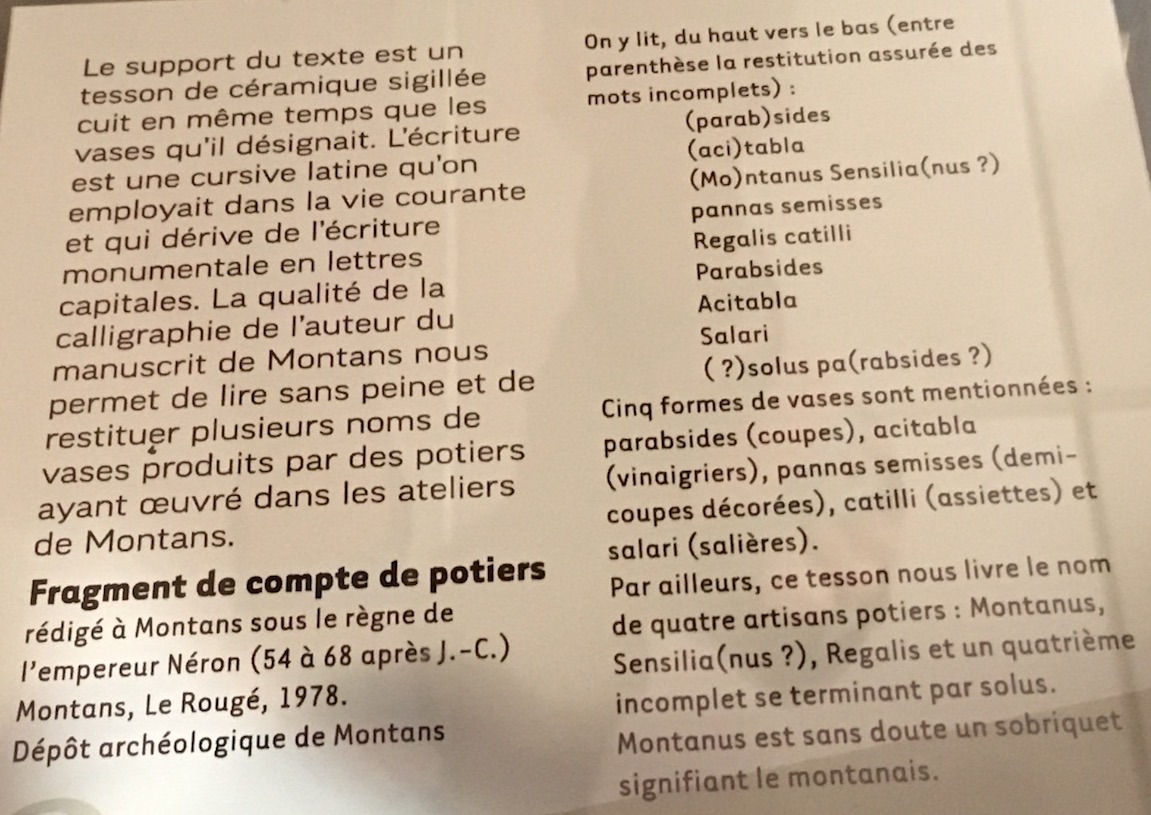 Le support du texte est un
tesson de céramique sigillée
cuit en même temps que les
vases qu'il désignait. L'écriture
est une cursive latine qu'on
employait dans la vie courante
et qui dérive de l'écriture
monumentale en lettres
capitales. La qualité de la
calligraphie de l'auteur du
manuscrit de Montans nous
permet de lire sans peine et de
restituer plusieurs noms de
vases produits par des potiers
ayant œuvré dans les ateliers
de Montans.
Fragment de compte de potiers
rédigé à Montans sous le règne de
l'empereur Néron (54 à 68 après J.-C.)
Montans, Le Rougé, 1978.
Dépôt archéologique de Montans
On y lit, du haut vers le bas (entre
parenthèse la restitution assurée des
mots incomplets) :
(parab)sides
(aci)tabla
(Mo)ntanus Sensilia(nus ?)
pannas semisses
Regalis catilli
Parabsides
Acitabla
Salari
( ?)solus pa(rabsides ?)
Cinq formes de vases sont mentionnées :
parabsides (coupes), acitabla
(vinaigriers), pannas semisses (demi-
coupes décorées), catilli (assiettes) et
salari (salières).
Par ailleurs, ce tesson nous livre le nom
de quatre artisans potiers : Montanus,
Sensilia(nus ?), Regalis et un quatrième
incomplet se terminant par solus.
Montanus est sans doute un sobriquet
signifiant le montanais.